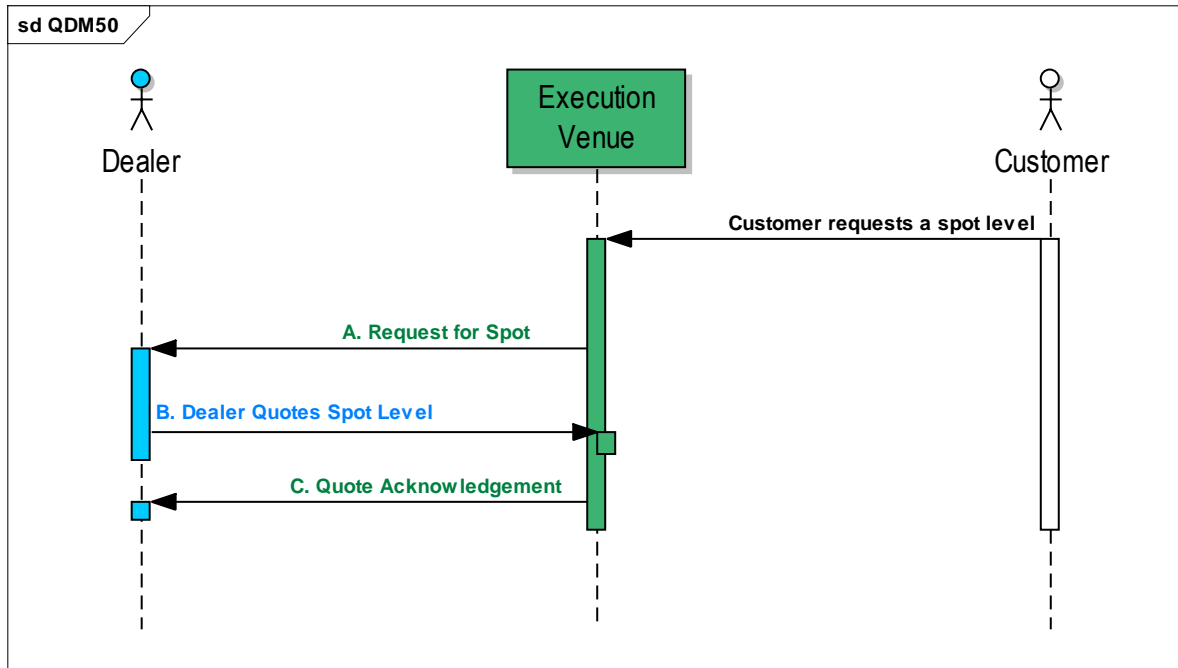 sd QDM50
Dealer
Execution
Venue
Customer
Customer requests a spot level
A. Request for Spot
B. Dealer Quotes Spot Level
C. Quote Acknowledgement